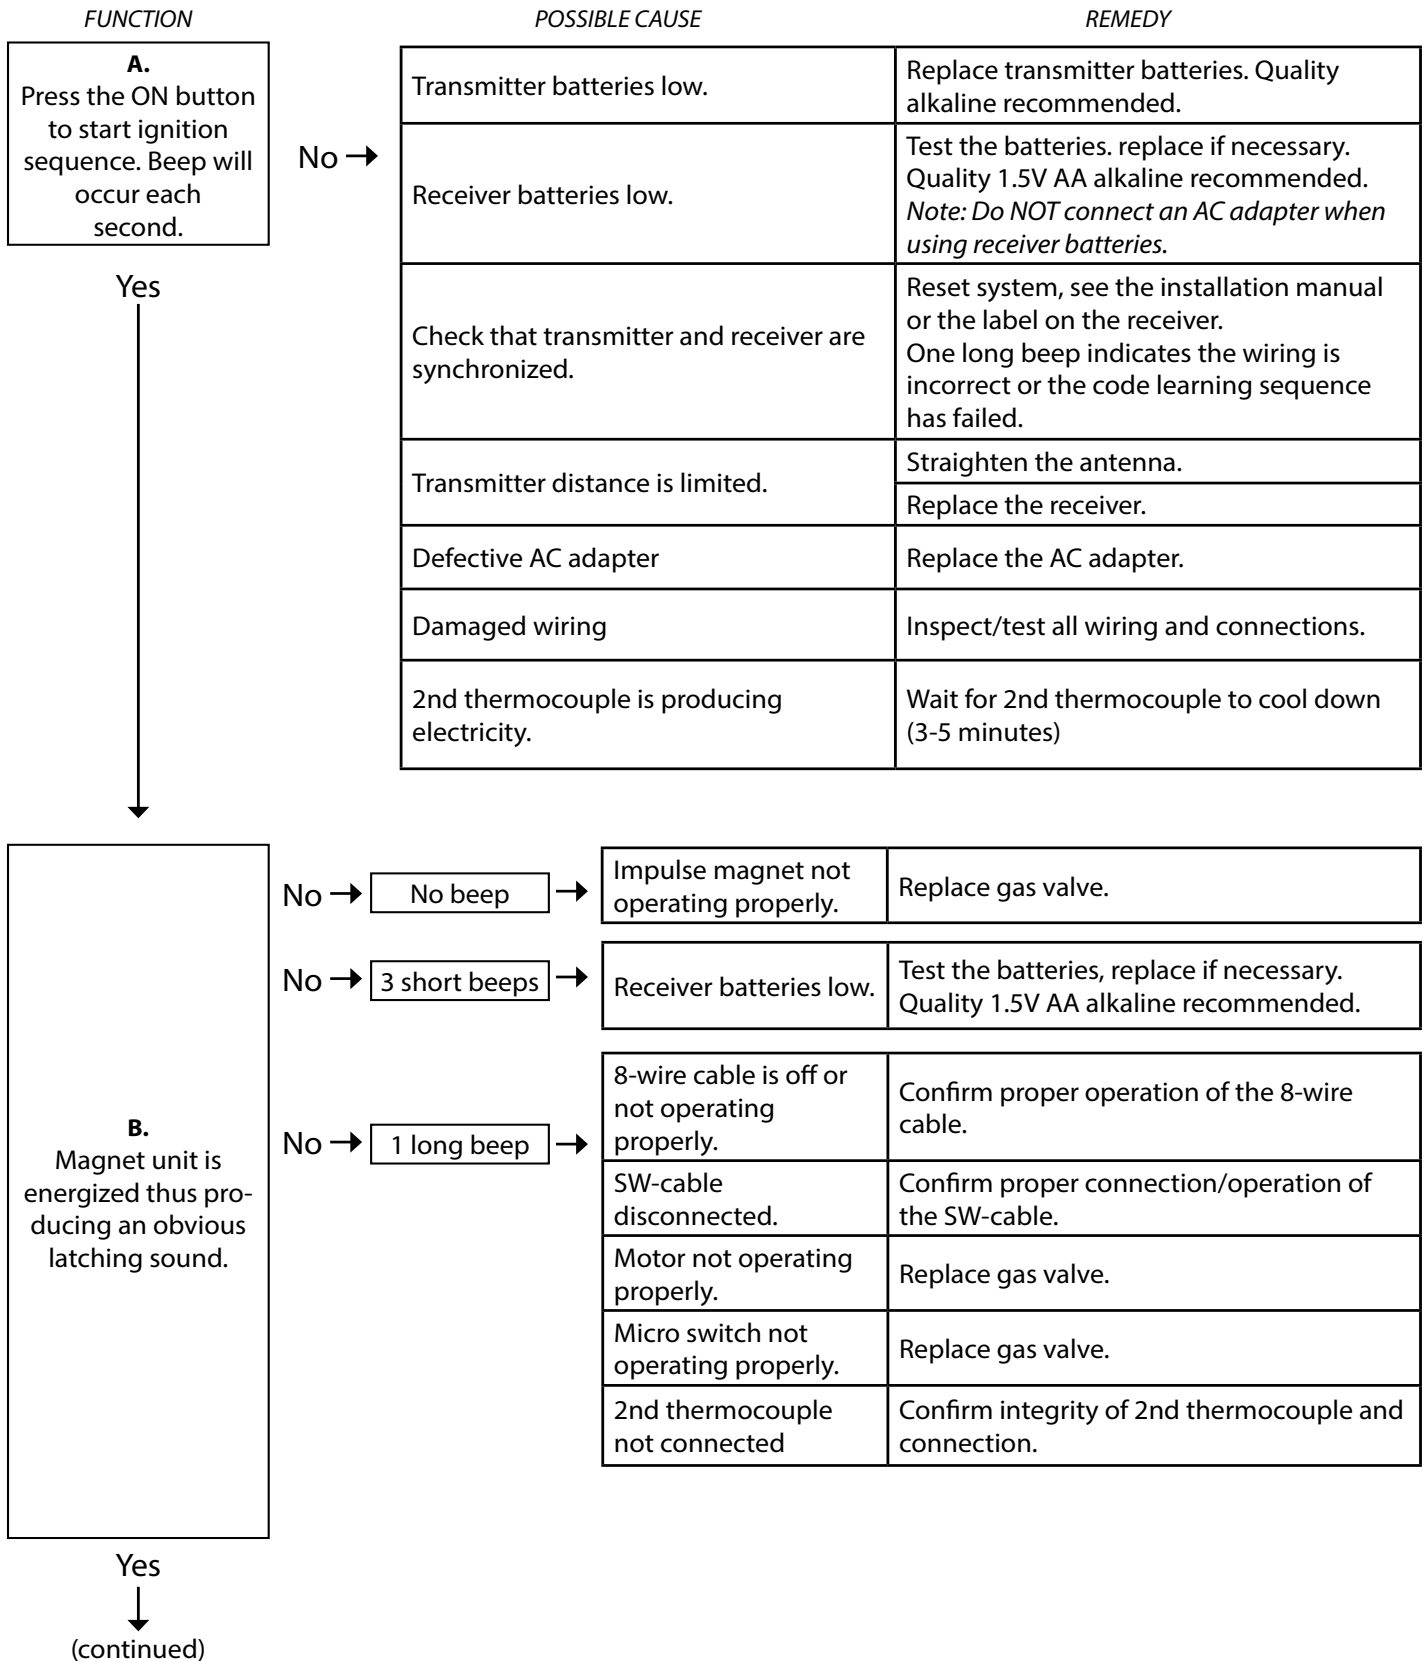 FUNCTION
POSSIBLE CAUSE
REMEDY
A.
Press the ON button
to start ignition
sequence. Beep will
occur each
second.
No
Transmitter batteries low.
Replace transmitter batteries. Quality
alkaline recommended.
Receiver batteries low.
Test the batteries. replace if necessary.
Quality 1.5V AA alkaline recommended.
Note: Do NOT connect an AC adapter when
using receiver batteries.
Check that transmitter and receiver are
synchronized.
Reset system, see the installation manual
or the label on the receiver.
One long beep indicates the wiring is
incorrect or the code learning sequence
has failed.
Transmitter distance is limited.
Straighten the antenna.
Replace the receiver.
Defective AC adapter
Replace the AC adapter.
Damaged wiring
Inspect/test all wiring and connections.
2nd thermocouple is producing
electricity.
Wait for 2nd thermocouple to cool down
(3-5 minutes)
Yes
B.
Magnet unit is
energized thus pro-
ducing an obvious
latching sound.
No
No beep
Impulse magnet not
operating properly.
Replace gas valve.
No
3 short beeps
Receiver batteries low.
Test the batteries, replace if necessary.
Quality 1.5V AA alkaline recommended.
No
1 long beep
8-wire cable is off or
not operating
properly.
Confirm proper operation of the 8-wire
cable.
SW-cable
disconnected.
Confirm proper connection/operation of
the SW-cable.
Motor not operating
properly.
Replace gas valve.
Micro switch not
operating properly.
Replace gas valve.
2nd thermocouple
not connected
Confirm integrity of 2nd thermocouple and
connection.
Yes
(continued)